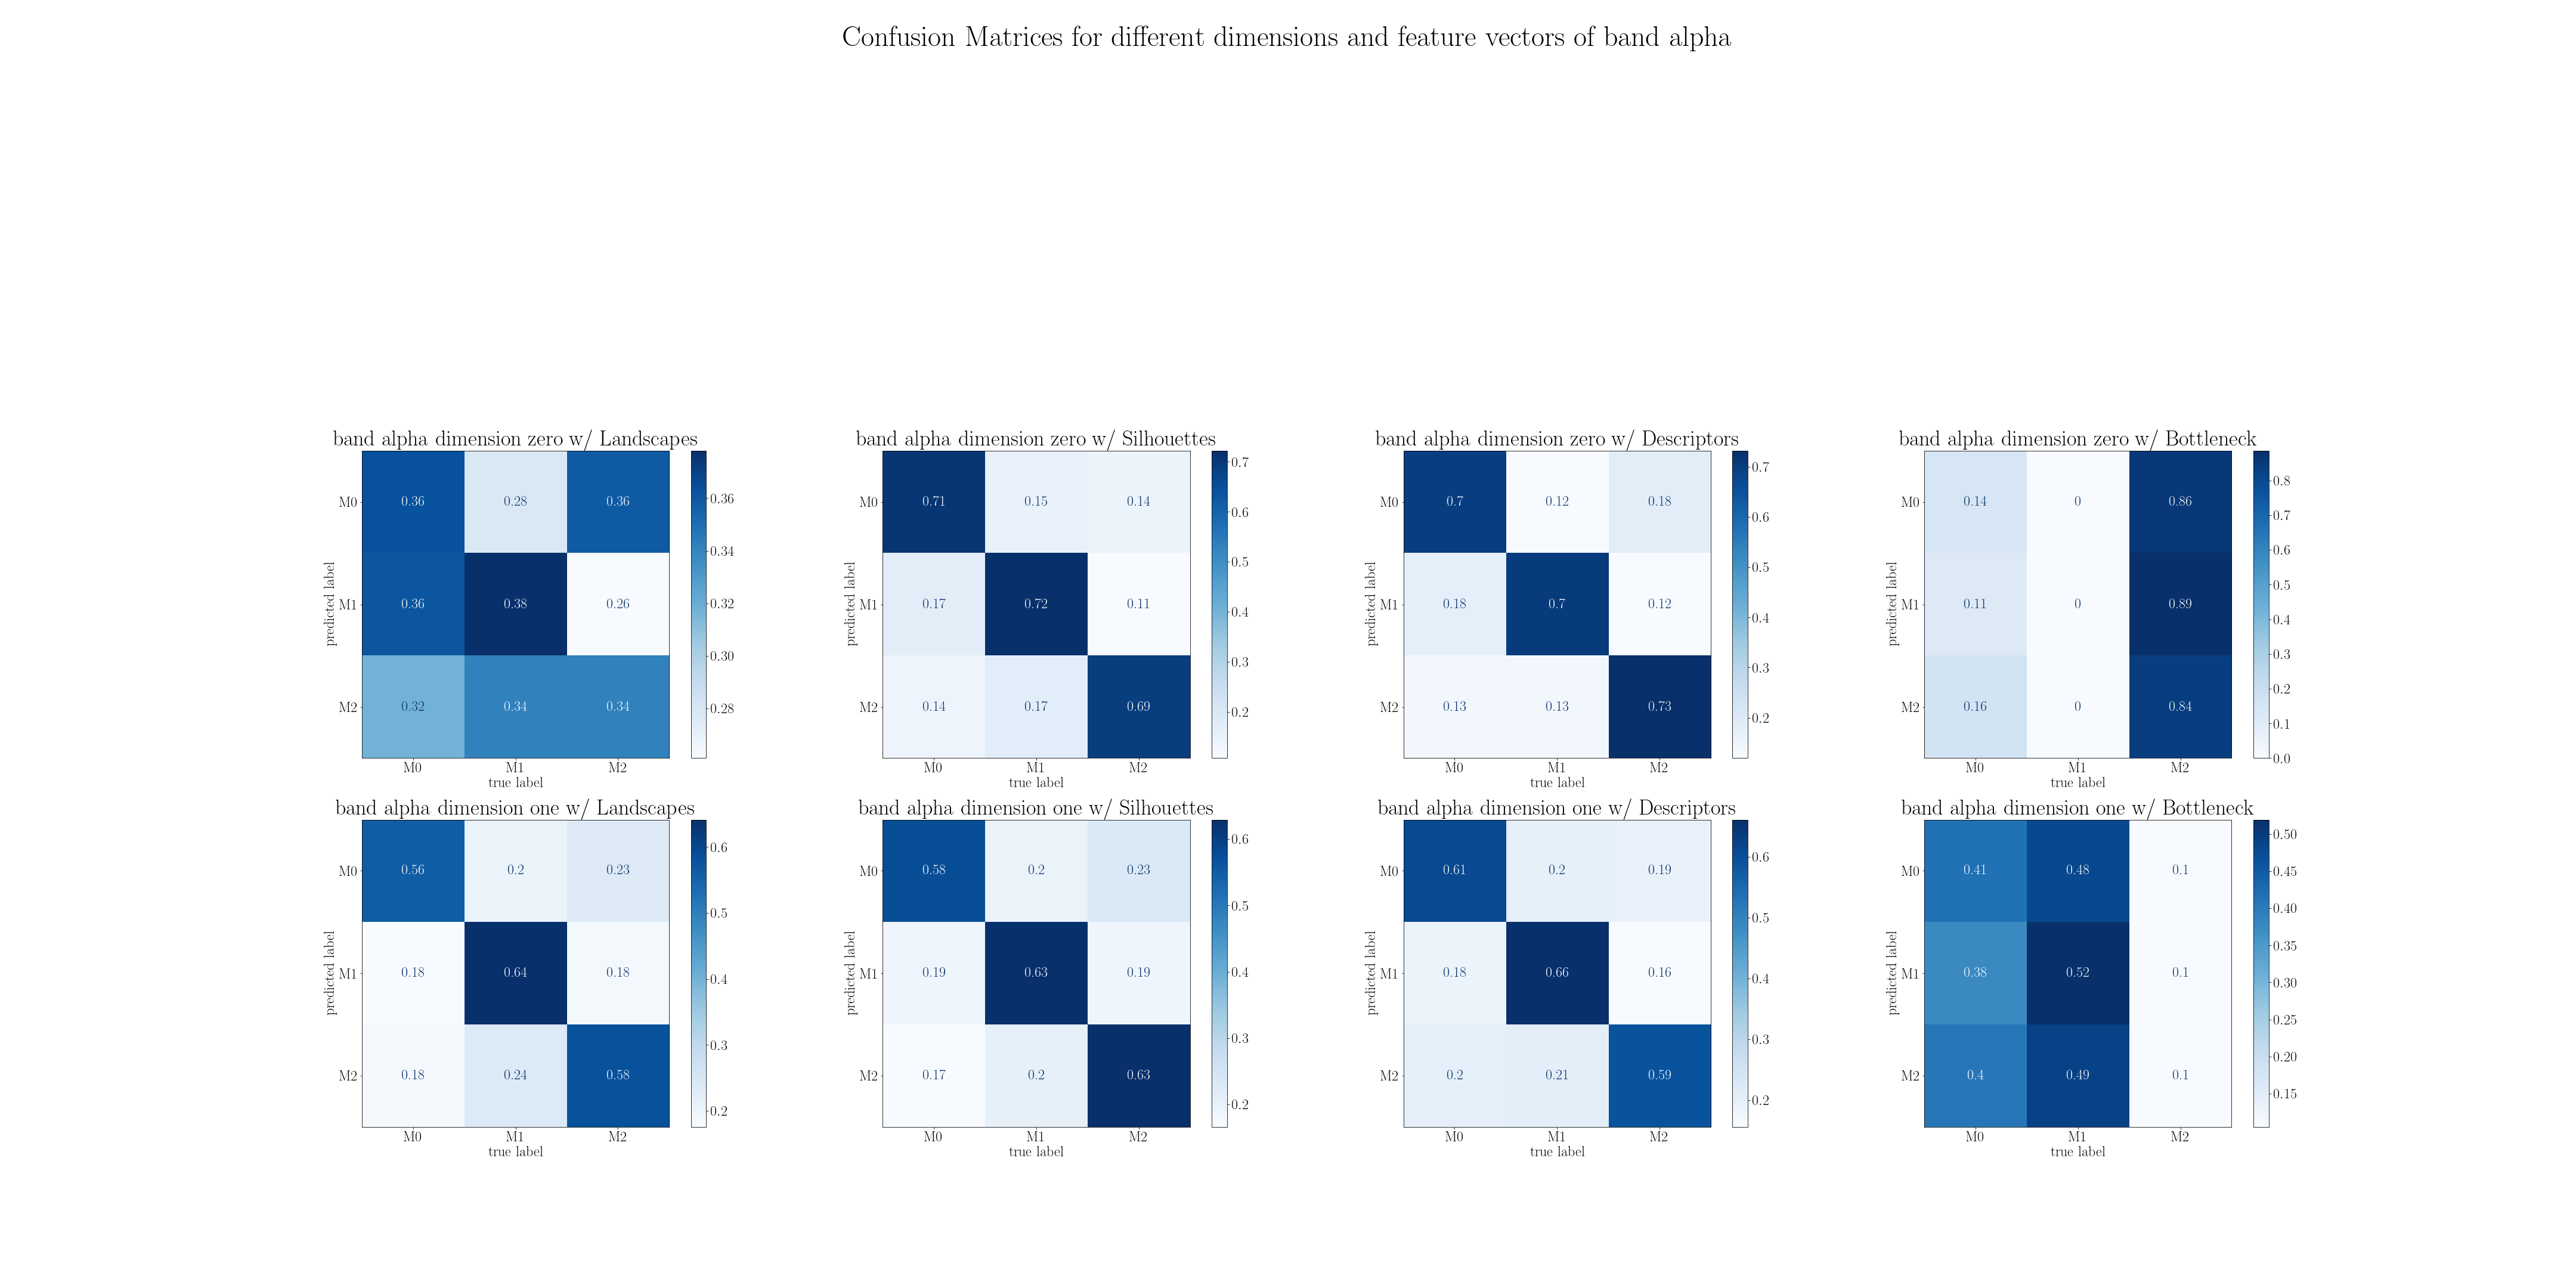 Confusion Matrices for different dimensions and feature vectors of band alpha
band alpha dimension zero w/ Landscapes
predicted label
M0 0.36 0.28 0.36
M1 0.36 0.38 0.26
M2 0.32 0.34 0.34
M0 M1 M2
true label
0.36
0.34
0.32
0.30
0.28
band alpha dimension zero w/ Silhouettes
predicted label
M0 0.71 0.15 0.14
M1 0.17 0.72 0.11
M2 0.14 0.17 0.69
M0 M1 M2
true label
0.7
0.6
0.5
0.4
0.3
0.2
band alpha dimension zero w/ Descriptors
predicted label
M0 0.7 0.12 0.18
M1 0.18 0.7 0.12
M2 0.13 0.13 0.73
M0 M1 M2
true label
0.7
0.6
0.5
0.4
0.3
0.2
band alpha dimension zero w/ Bottleneck
predicted label
M0 0.14 0 0.86
M1 0.11 0 0.89
M2 0.16 0 0.84
M0 M1 M2
true label
0.8
0.7
0.6
0.5
0.4
0.3
0.2
0.1
0.0
band alpha dimension one w/ Landscapes
predicted label
M0 0.56 0.2 0.23
M1 0.18 0.64 0.18
M2 0.18 0.24 0.58
M0 M1 M2
true label
0.6
0.5
0.4
0.3
0.2
band alpha dimension one w/ Silhouettes
predicted label
M0 0.58 0.2 0.23
M1 0.19 0.63 0.19
M2 0.17 0.2 0.63
M0 M1 M2
true label
0.6
0.5
0.4
0.3
0.2
band alpha dimension one w/ Descriptors
predicted label
M0 0.61 0.2 0.19
M1 0.18 0.66 0.16
M2 0.2 0.21 0.59
M0 M1 M2
true label
0.6
0.5
0.4
0.3
0.2
band alpha dimension one w/ Bottleneck
predicted label
M0 0.41 0.48 0.1
M1 0.38 0.52 0.1
M2 0.4 0.49 0.1
M0 M1 M2
true label
0.50
0.45
0.40
0.35
0.30
0.25
0.20
0.15